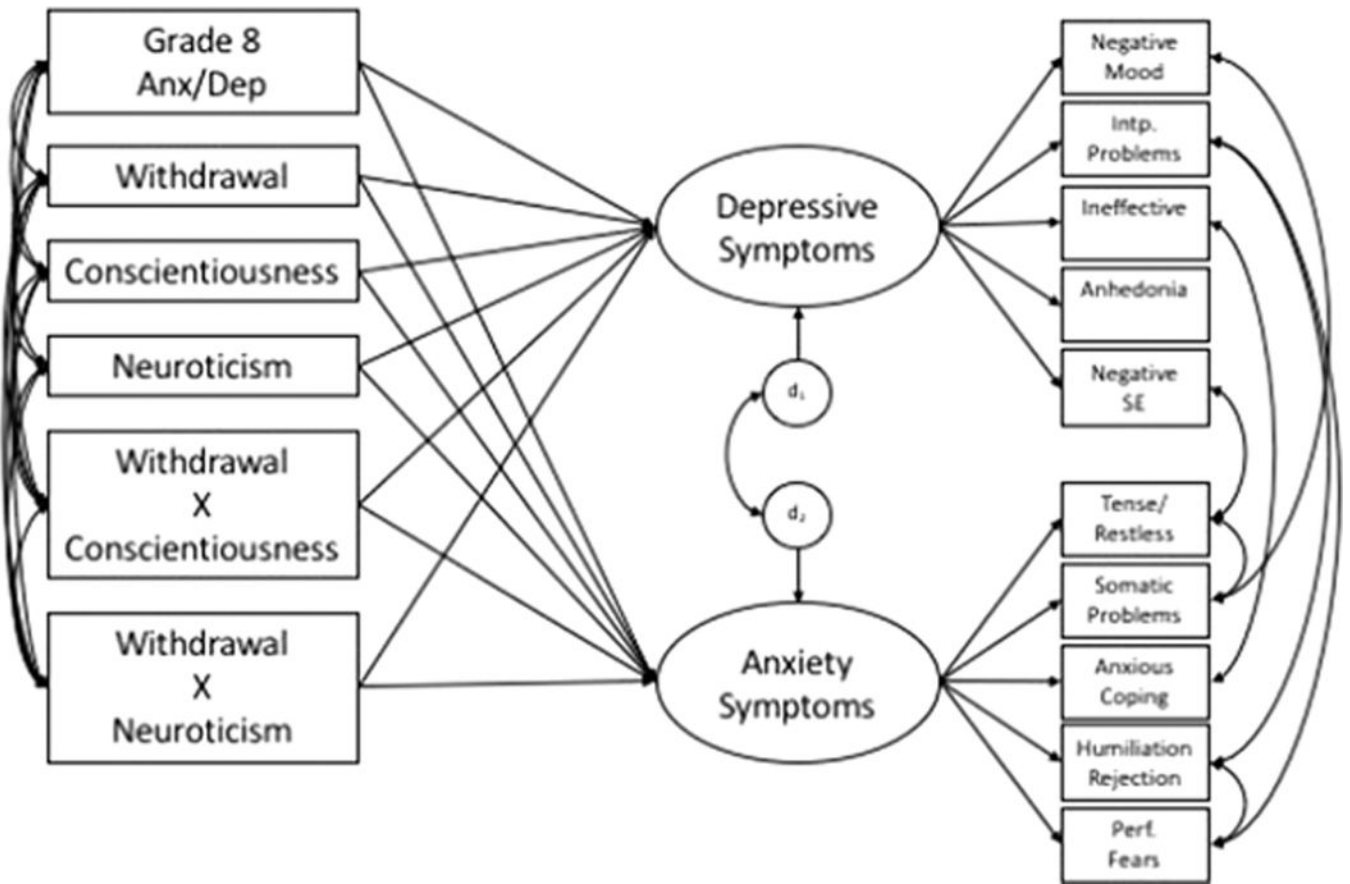 Grade 8
Anx/Dep
Withdrawal
Conscientiousness
Neuroticism
Withdrawal
X
Conscientiousness
Withdrawal
X
Neuroticism
Depressive
Symptoms
d₁
d₂
Anxiety
Symptoms
Negative
Mood
Intp.
Problems
Ineffective
Anhedonia
Negative
SE
Tense/
Restless
Somatic
Problems
Anxious
Coping
Humiliation
Rejection
Perf.
Fears